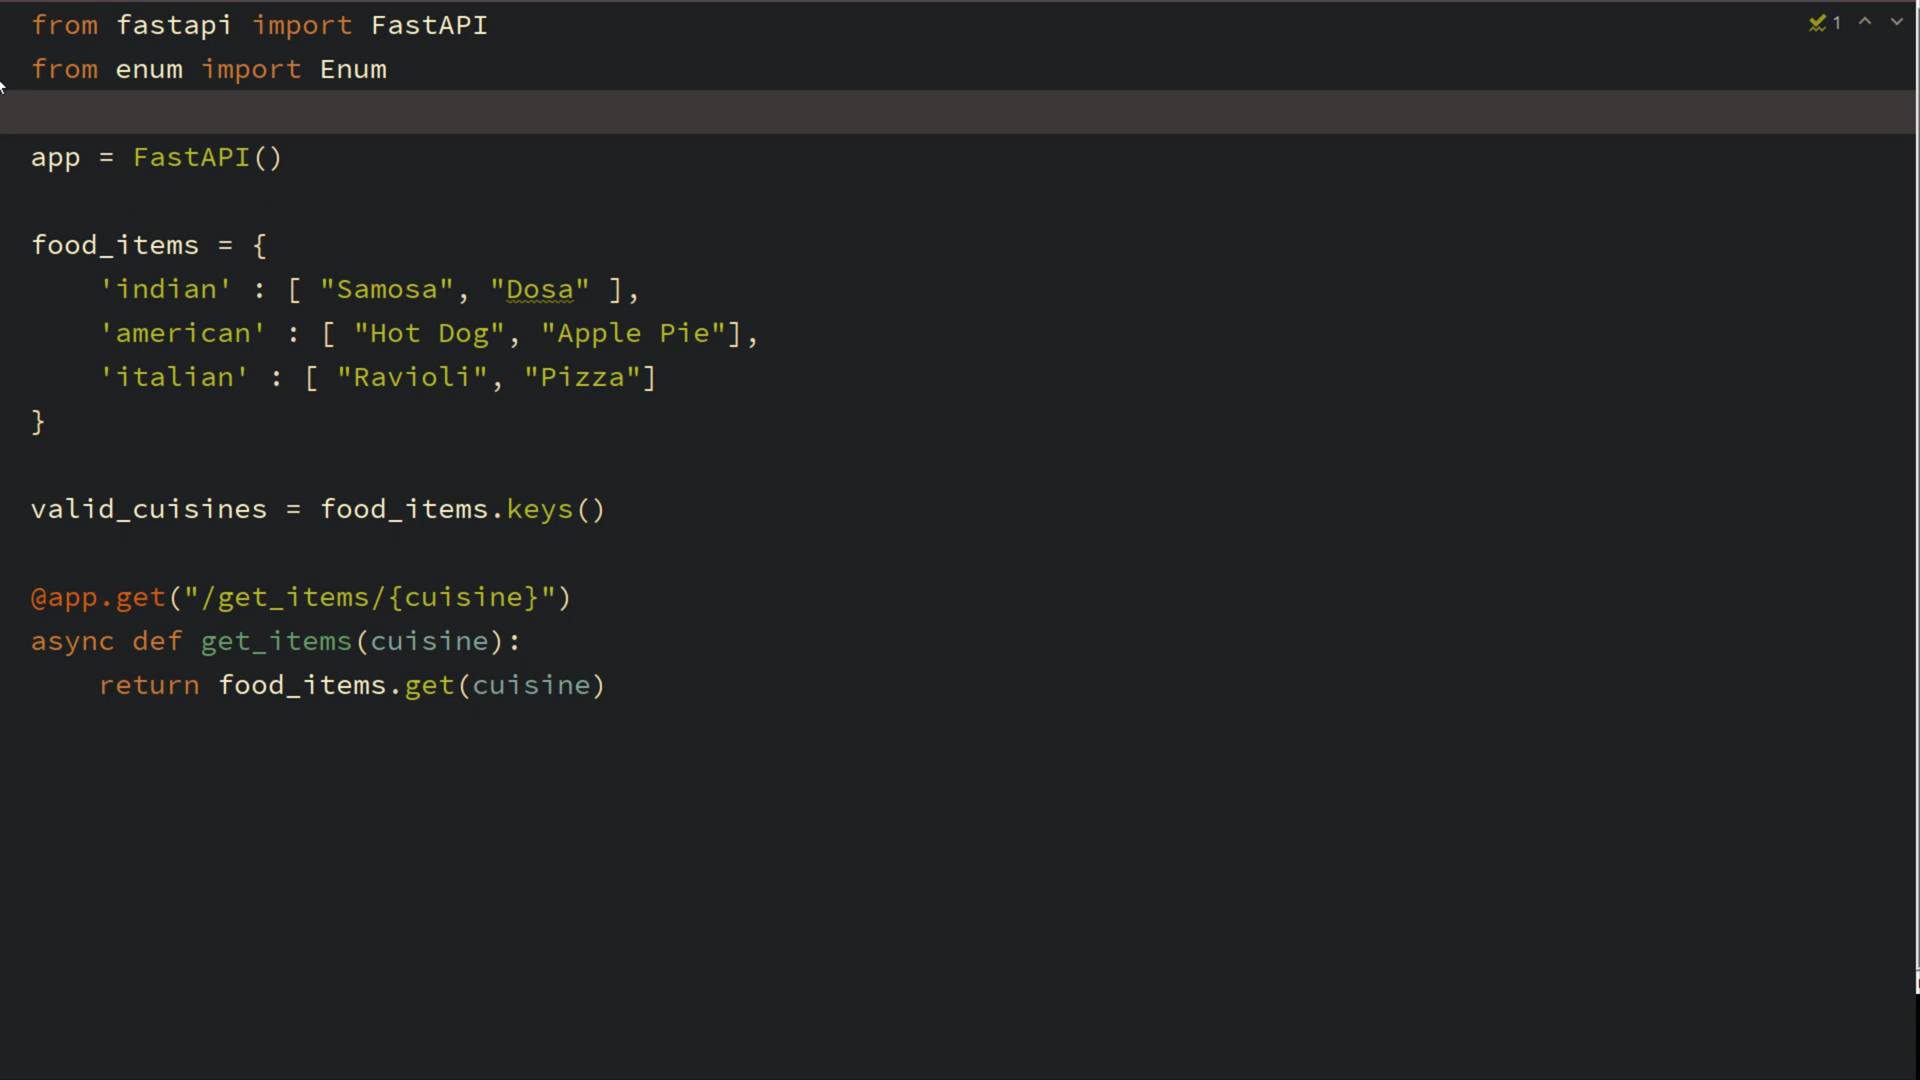 from fastapi import FastAPI
1
from enum import Enum
app = FastAPI()
food_items = {
    'indian' : [ "Samosa", "Dosa" ],
    'american' : [ "Hot Dog", "Apple Pie"],
    'italian' : [ "Ravioli", "Pizza"]
}
valid_cuisines = food_items.keys()
@app.get("/get_items/{cuisine}")
async def get_items(cuisine):
    return food_items.get(cuisine)